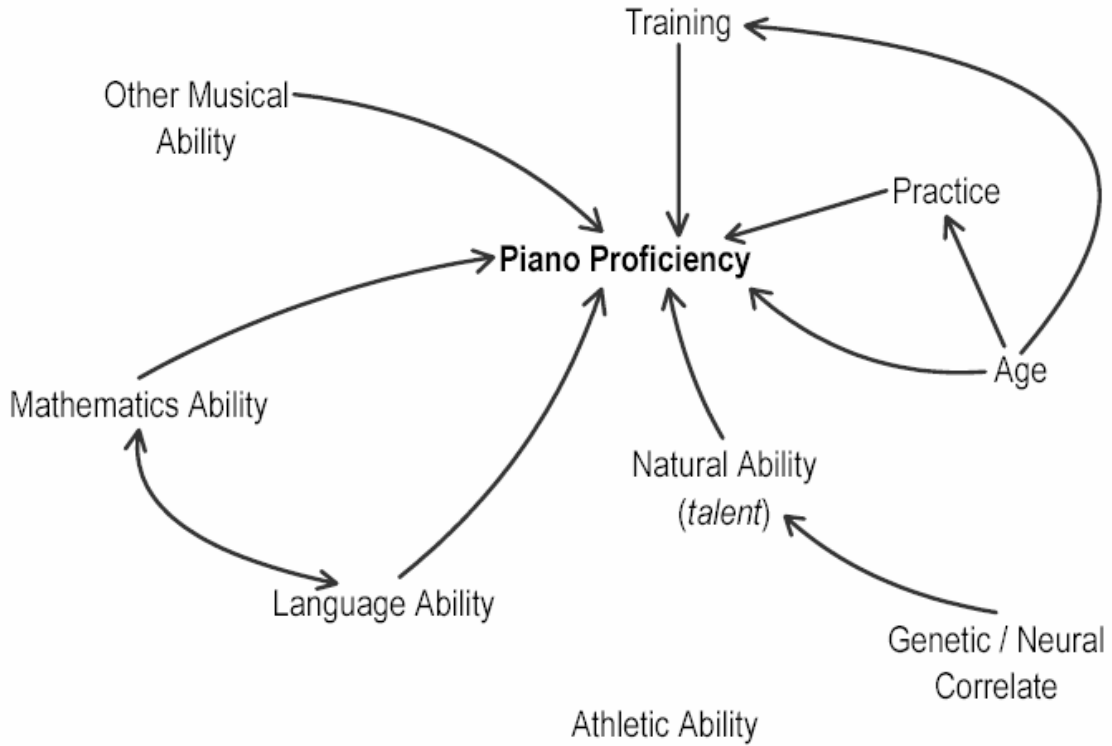 Training
Other Musical
Ability
Practice
Piano Proficiency
Age
Mathematics Ability
Natural Ability
(talent)
Language Ability
Genetic / Neural
Correlate
Athletic Ability